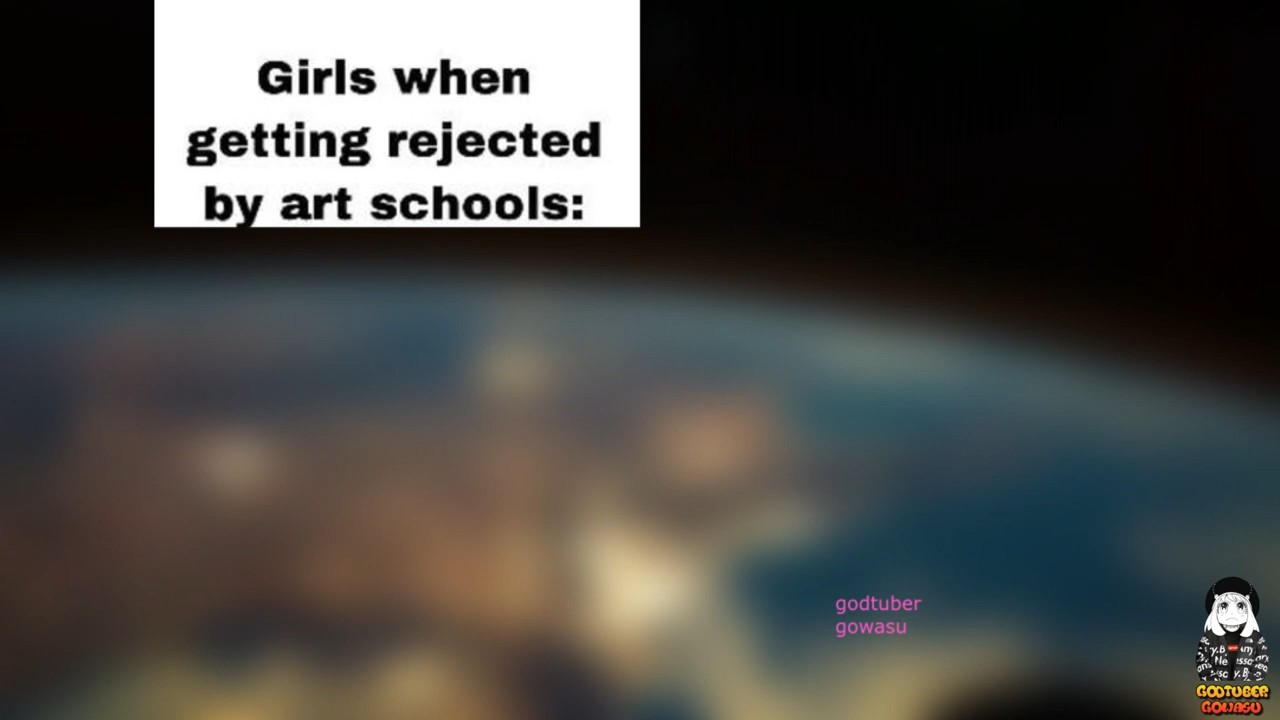 Girls when
getting rejected
by art schools:
godtuber
gowasu
GODTUBER
GOWASU